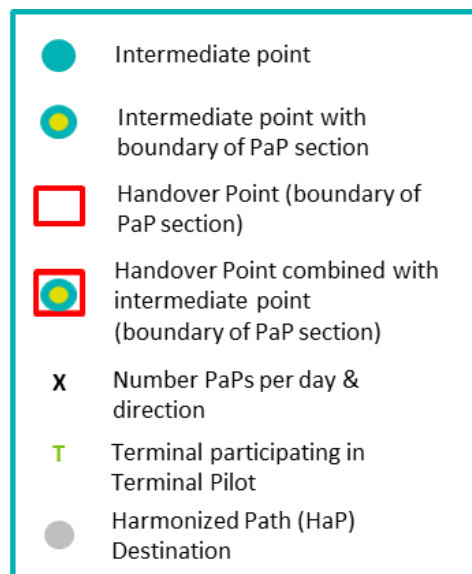 Intermediate point
Intermediate point with
boundary of PaP section
Handover Point (boundary of
PaP section)
Handover Point combined with
intermediate point
(boundary of PaP section)
X Number PaPs per day &
direction
T Terminal participating in
Terminal Pilot
Harmonized Path (HaP)
Destination